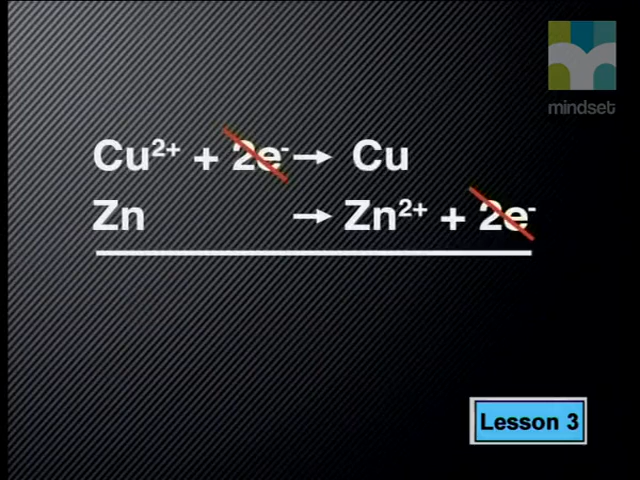 mindset
Cu²⁺ + 2e⁻ → Cu
Zn → Zn²⁺ + 2e⁻
Lesson 3